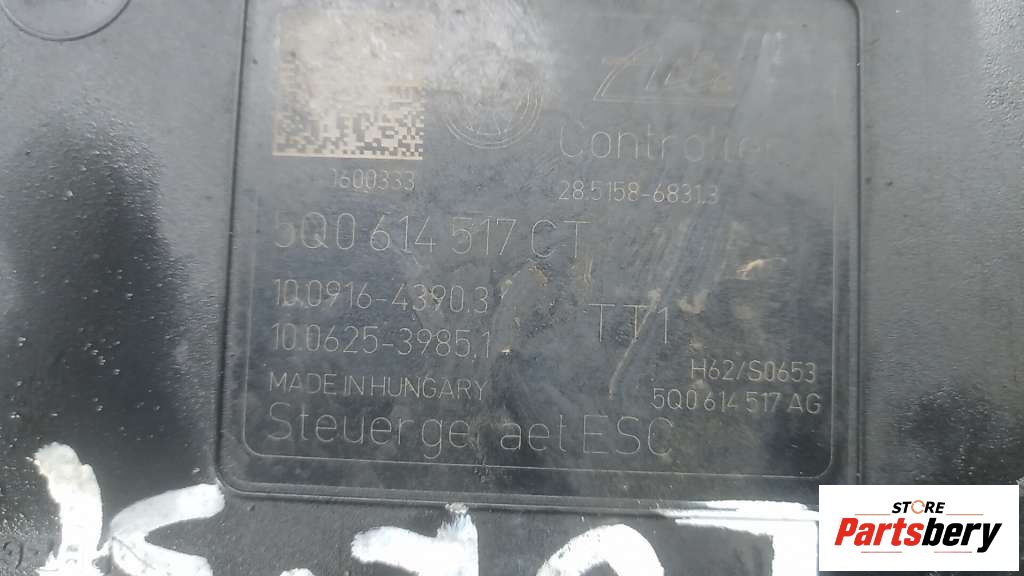 Ate
Controller
1600333
28.5158-6831.3
5Q0 614 517 CT
10.0916-4390.3
TT1
10.0625-3985.1
H62/S0653
MADE IN HUNGARY
5Q0 614 517 AG
Steuergeraet ESC
STORE
Partsbery